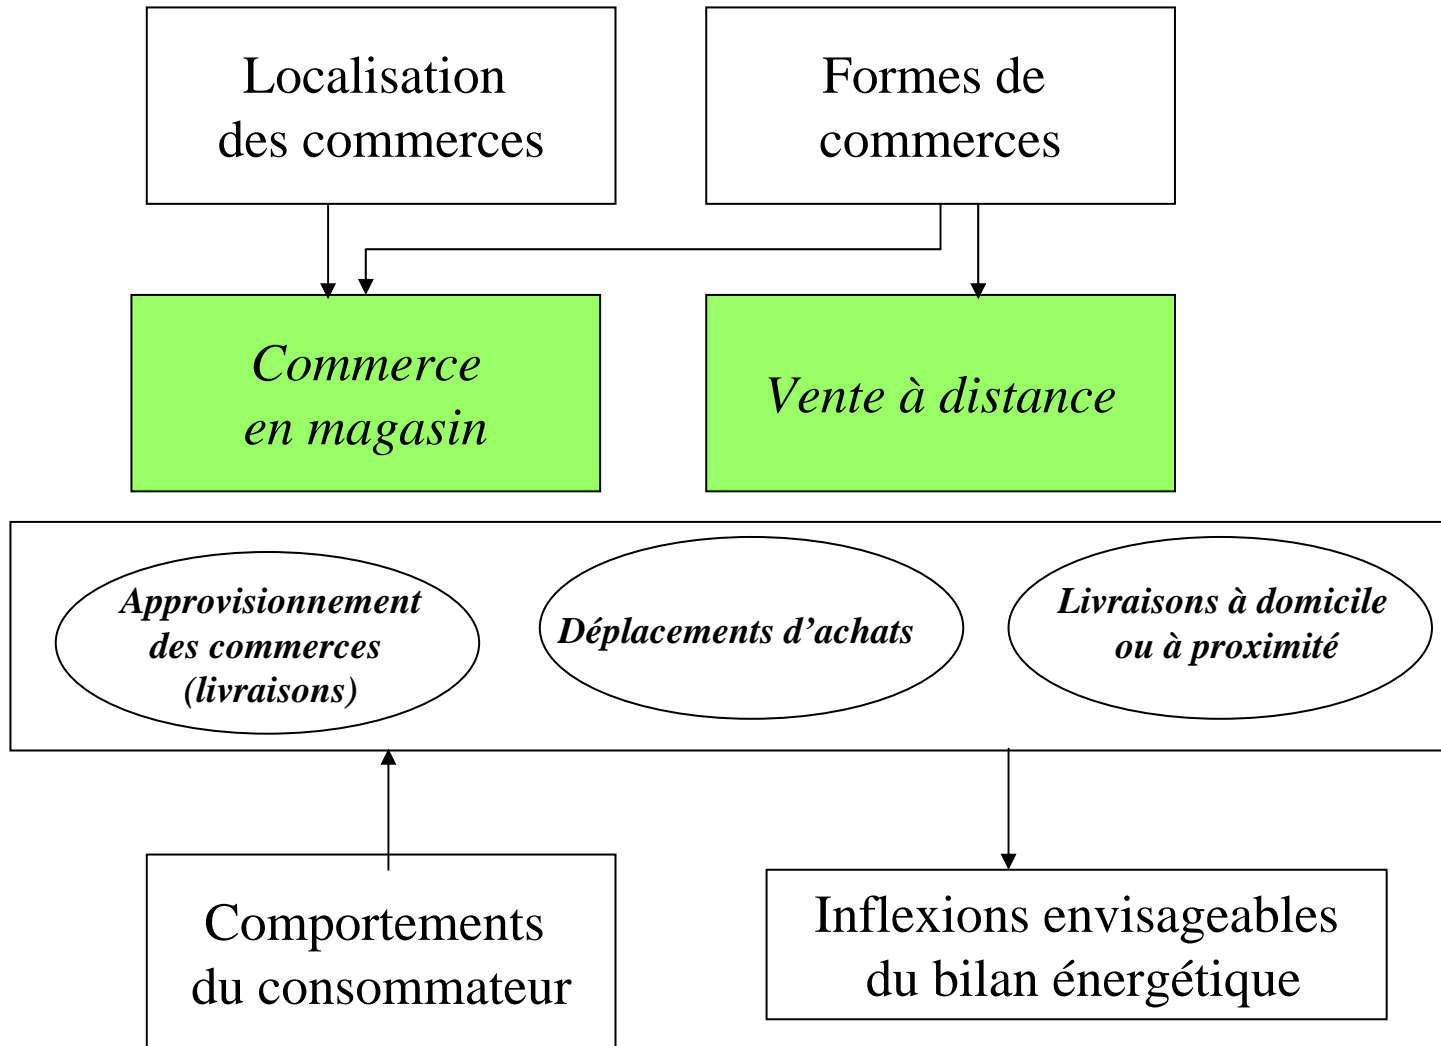 Localisation
des commerces
Formes de
commerces
Commerce
en magasin
Vente à distance
Approvisionnement
des commerces
(livraisons)
Déplacements d’achats
Livraisons à domicile
ou à proximité
Comportements
du consommateur
Inflexions envisageables
du bilan énergétique